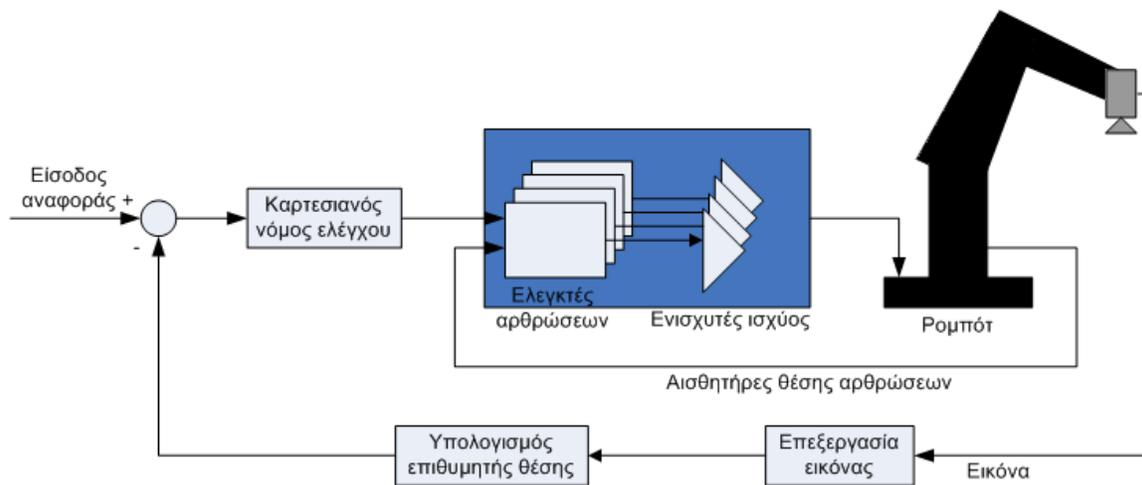 Είσοδος
αναφοράς +
-
Καρτεσιανός
νόμος ελέγχου
Ελεγκτές
αρθρώσεων
Ενισχυτές ισχύος
Ρομπότ
Αισθητήρες θέσης αρθρώσεων
Υπολογισμός
επιθυμητής θέσης
Επεξεργασία
εικόνας
Εικόνα